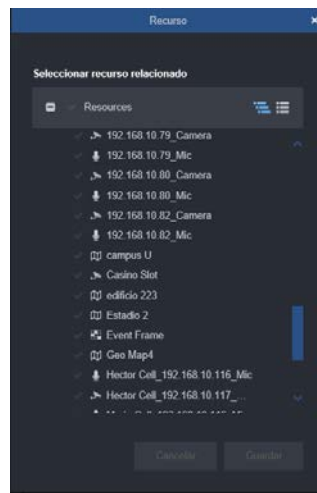 Recurso
Seleccionar recurso relacionado
Resources
192.168.10.79_Camera
192.168.10.79_Mic
192.168.10.80_Camera
192.168.10.80_Mic
192.168.10.82_Camera
192.168.10.82_Mic
campus U
Casino Slot
edificio 223
Estadio 2
Event Frame
Geo Map4
Hector Cell_192.168.10.116_Mic
Hector Cell_192.168.10.117_...
Cancelar Guardar